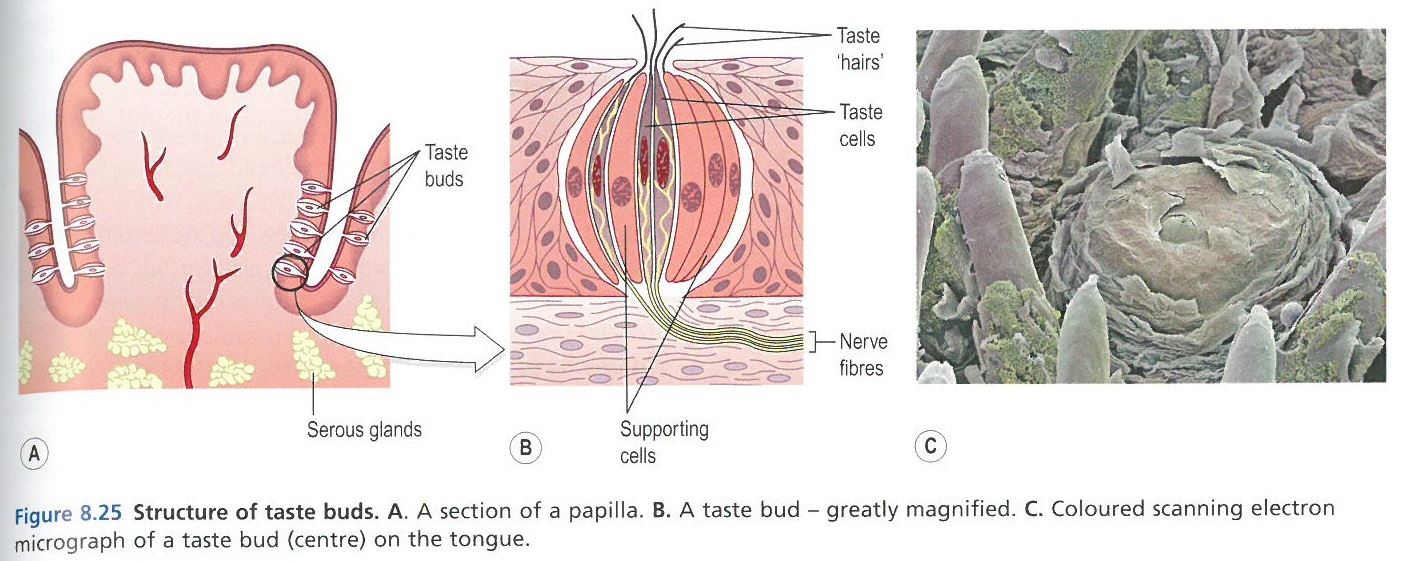 Taste
buds
Serous glands
A
Taste
'hairs'
Taste
cells
Nerve
fibres
Supporting
cells
B
C
Figure 8.25 Structure of taste buds. A. A section of a papilla. B. A taste bud – greatly magnified. C. Coloured scanning electron
micrograph of a taste bud (centre) on the tongue.